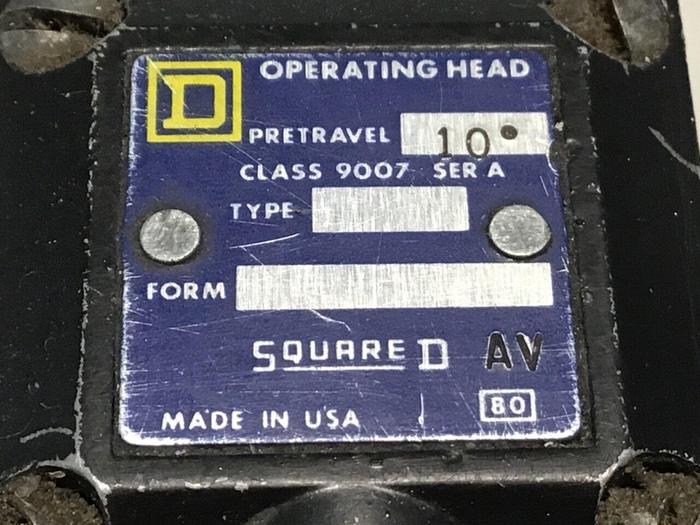 D OPERATING HEAD
PRETRAVEL 10°
CLASS 9007 SER A
TYPE
FORM
SQUARE D AV
80
MADE IN USA